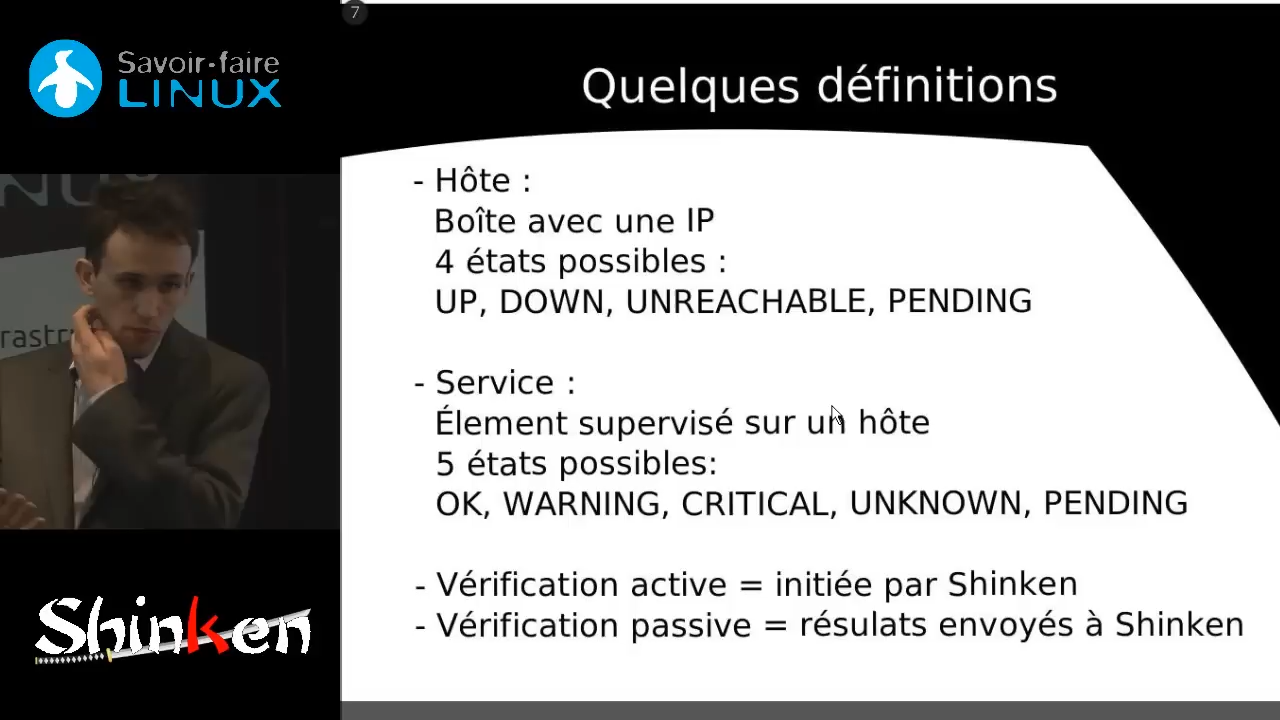 7
Savoir-faire
LINUX
Quelques définitions
- Hôte :
Boîte avec une IP
4 états possibles :
UP, DOWN, UNREACHABLE, PENDING
- Service :
Élement supervisé sur un hôte
5 états possibles:
OK, WARNING, CRITICAL, UNKNOWN, PENDING
- Vérification active = initiée par Shinken
- Vérification passive = résulats envoyés à Shinken
NUX
rastr
Shinken